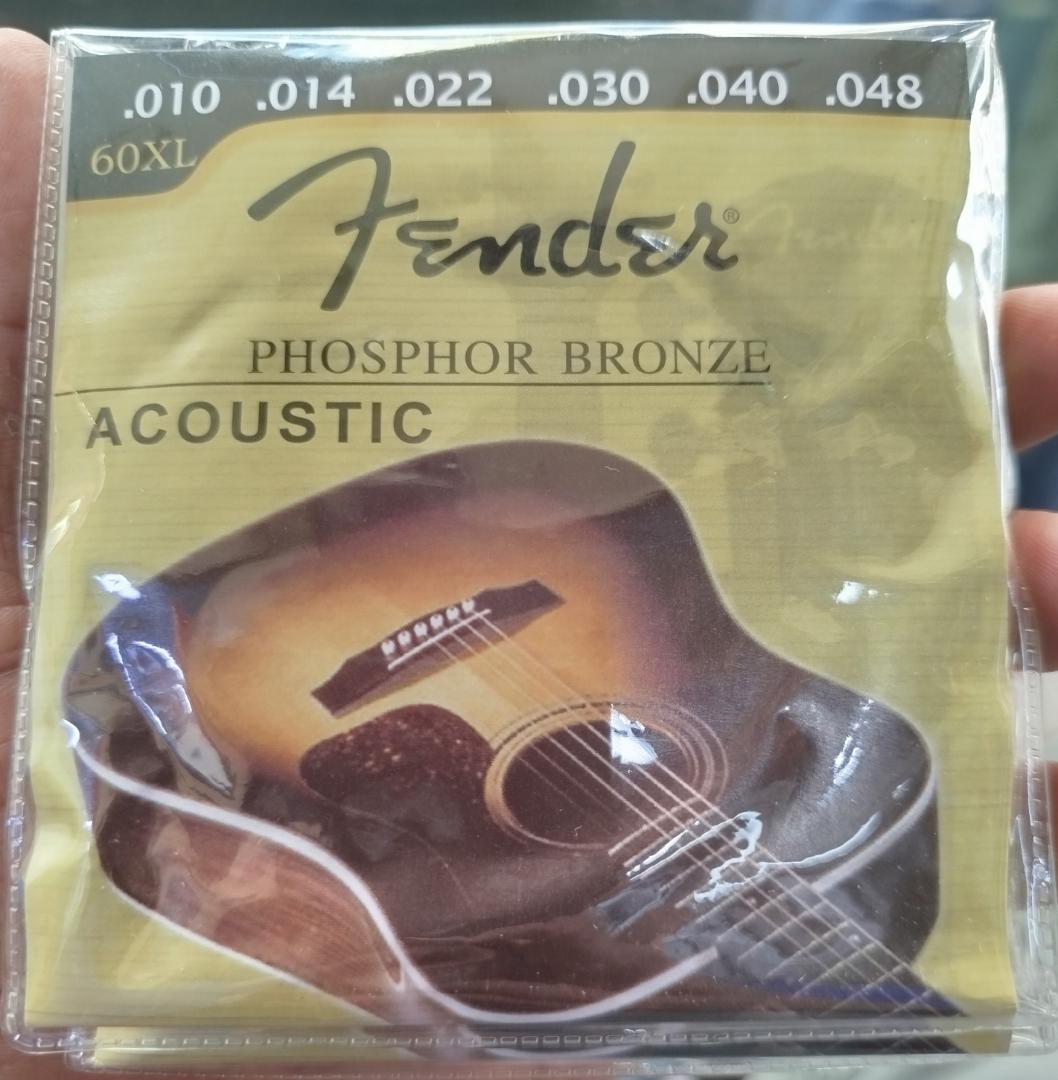 .010 .014 .022 .030 .040 .048
60XL
Fender®
PHOSPHOR BRONZE
ACOUSTIC